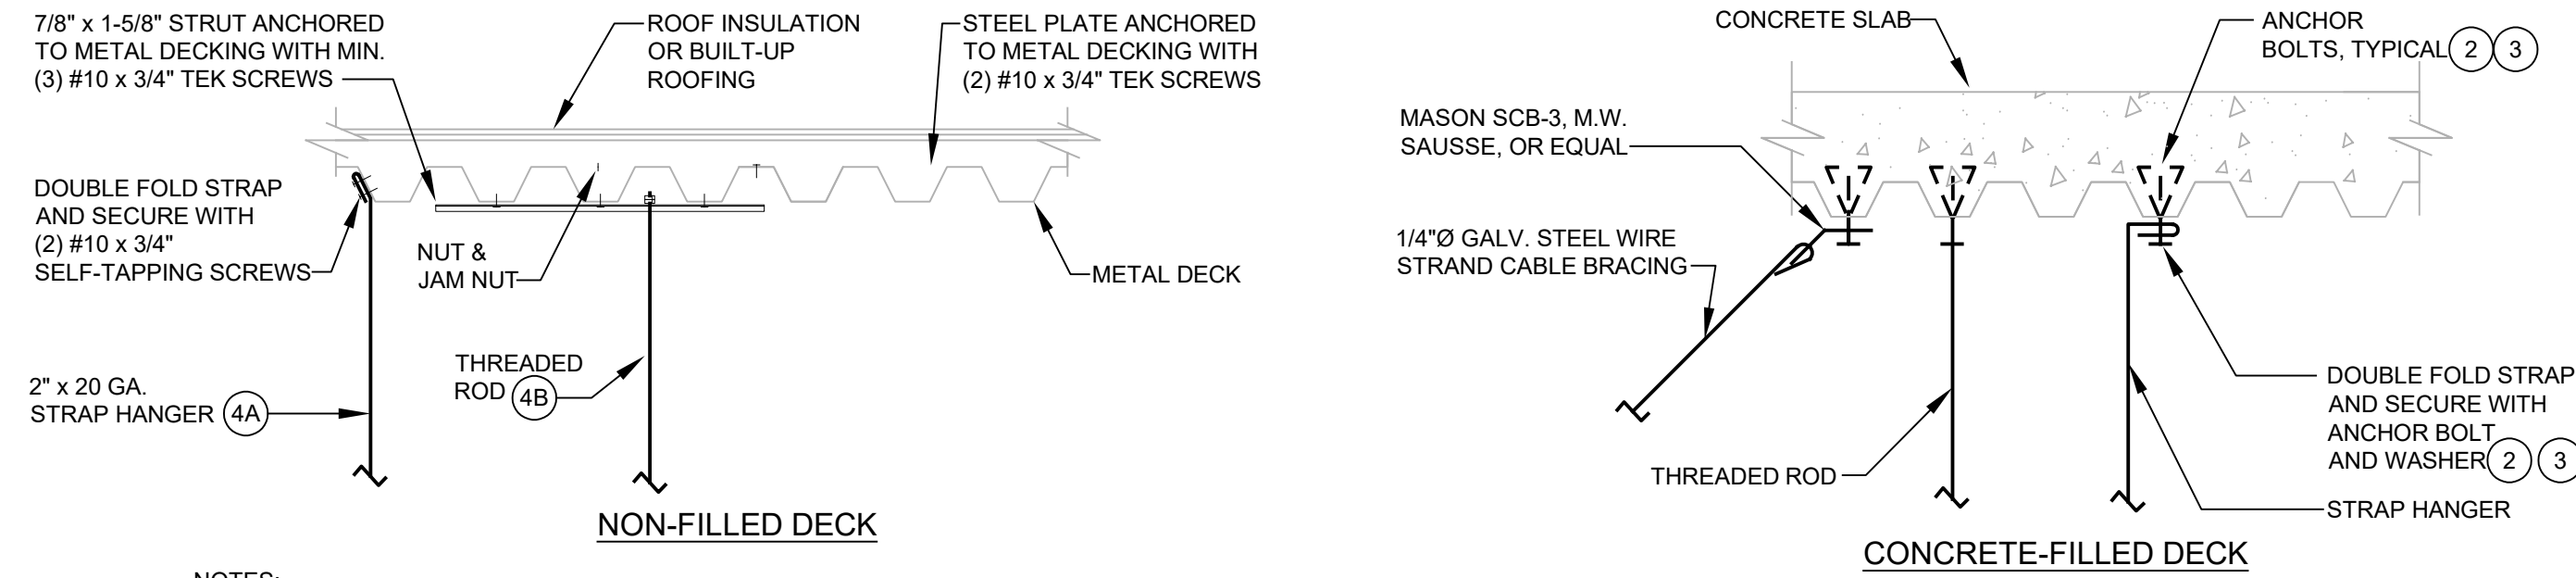 7/8" x 1-5/8" STRUT ANCHORED
TO METAL DECKING WITH MIN.
(3) #10 x 3/4" TEK SCREWS
ROOF INSULATION
OR BUILT-UP
ROOFING
STEEL PLATE ANCHORED
TO METAL DECKING WITH
(2) #10 x 3/4" TEK SCREWS
DOUBLE FOLD STRAP
AND SECURE WITH
(2) #10 x 3/4"
SELF-TAPPING SCREWS
NUT &
JAM NUT
METAL DECK
THREADED
ROD 4B
2" x 20 GA.
STRAP HANGER 4A
NON-FILLED DECK
CONCRETE SLAB
ANCHOR
BOLTS, TYPICAL 2 3
MASON SCB-3, M.W.
SAUSSE, OR EQUAL
1/4"Ø GALV. STEEL WIRE
STRAND CABLE BRACING
THREADED ROD
DOUBLE FOLD STRAP
AND SECURE WITH
ANCHOR BOLT
AND WASHER 2 3
STRAP HANGER
CONCRETE-FILLED DECK
NOTES: